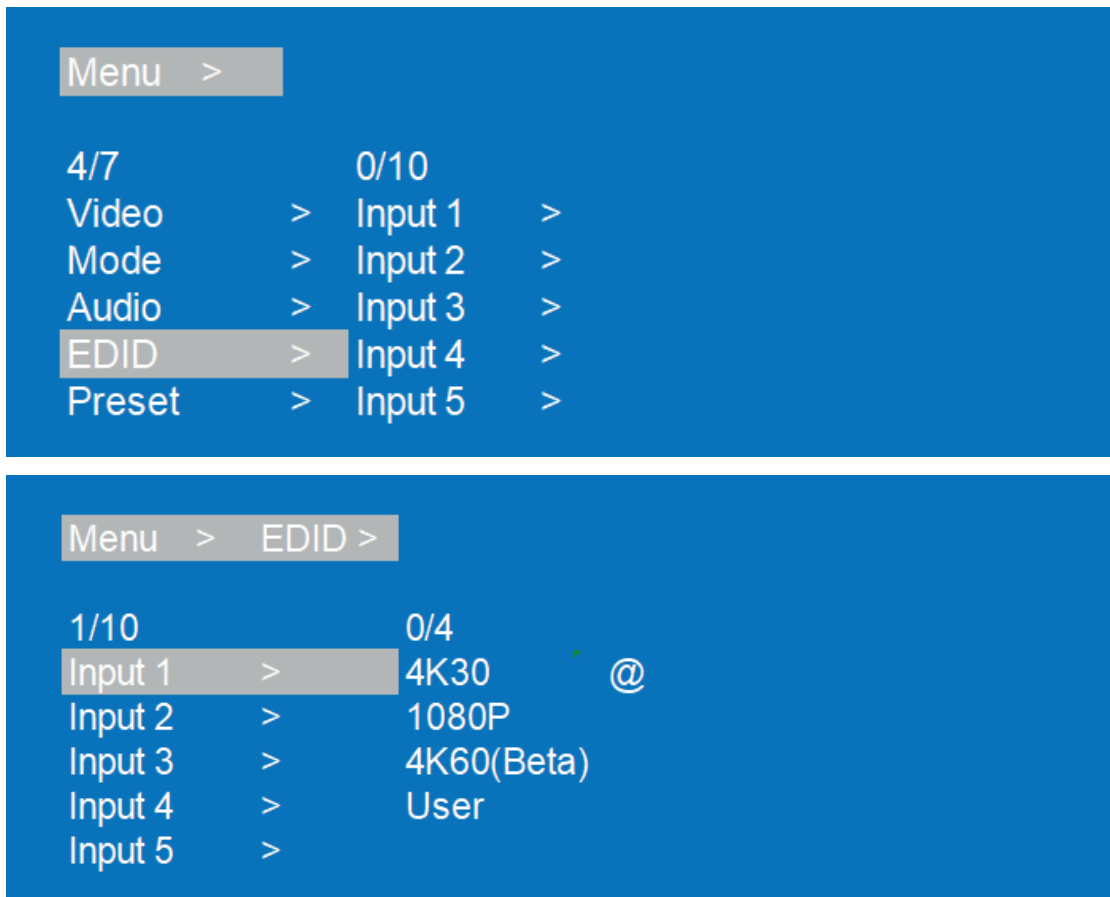 Menu >
4/7 0/10
Video > Input 1 >
Mode > Input 2 >
Audio > Input 3 >
EDID > Input 4 >
Preset > Input 5 >
Menu > EDID >
1/10 0/4
Input 1 > 4K30 @
Input 2 > 1080P
Input 3 > 4K60(Beta)
Input 4 > User
Input 5 >